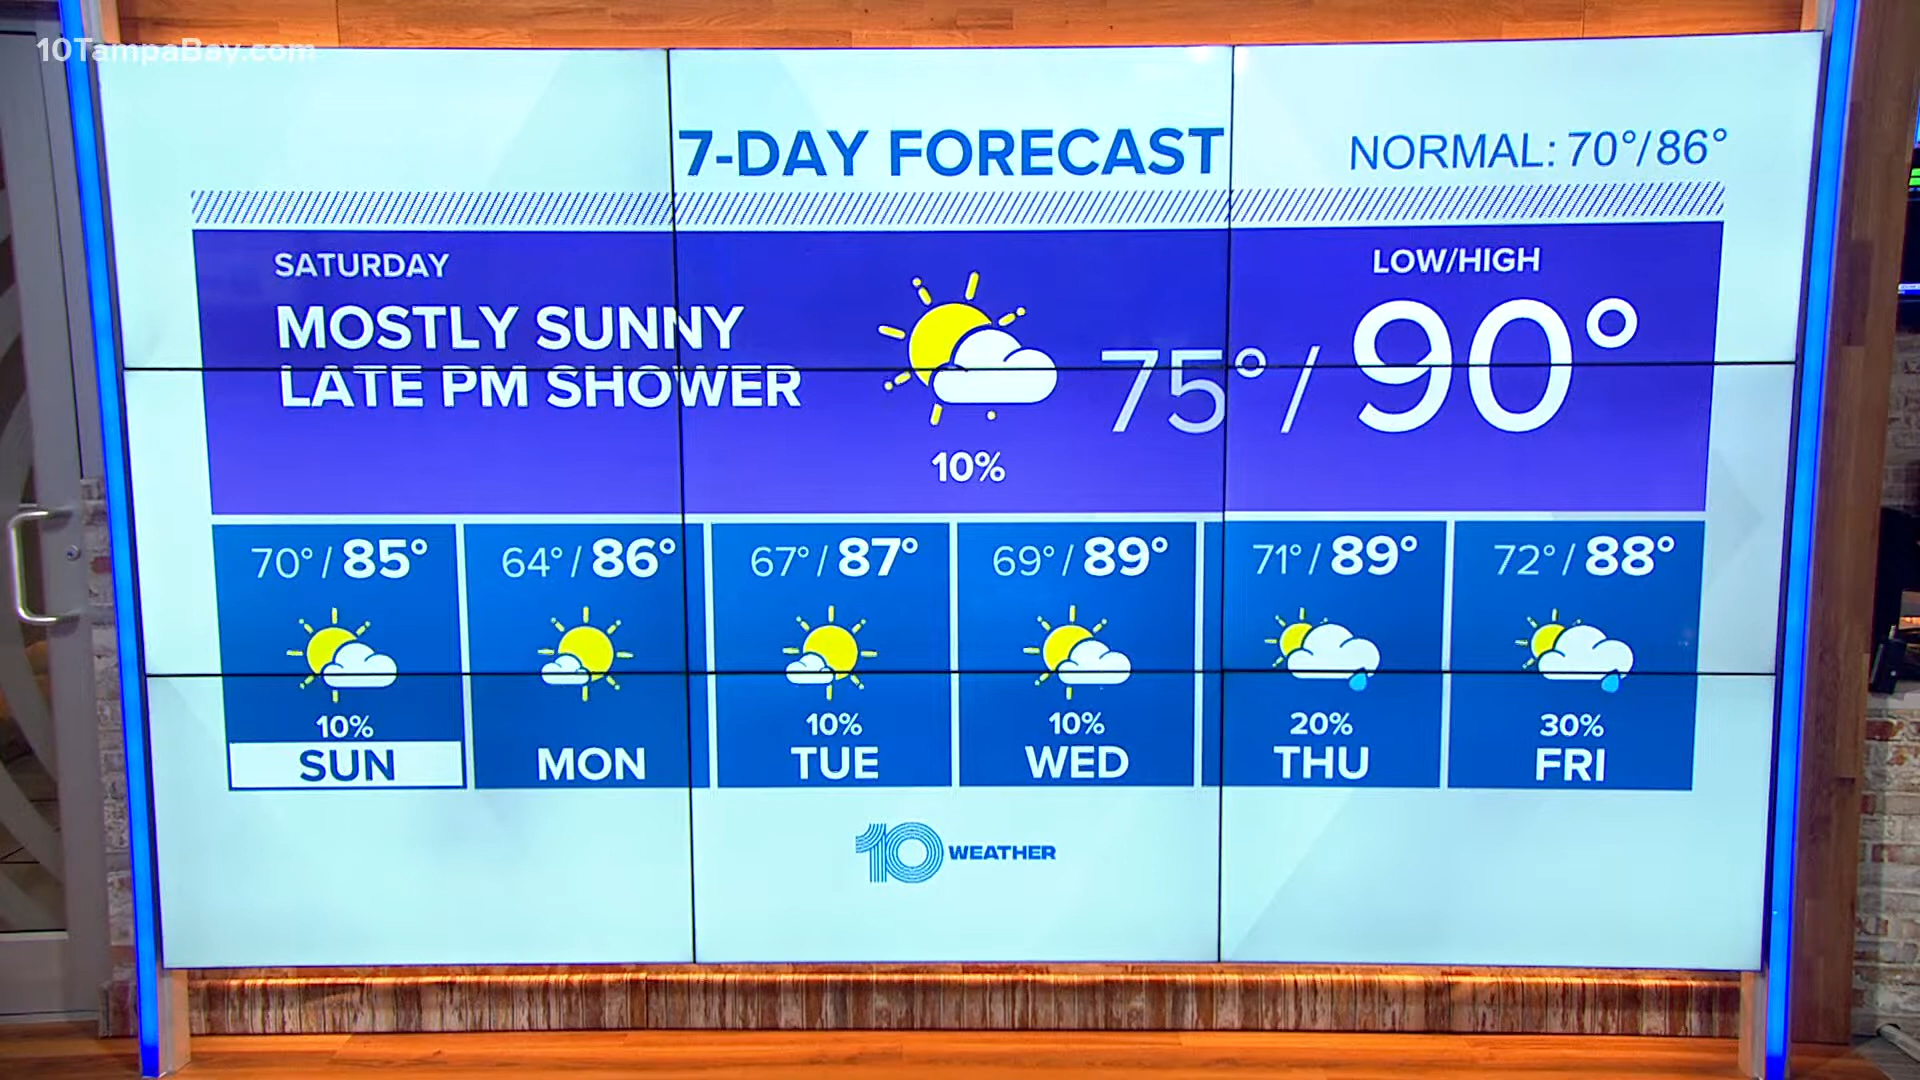 10TampaBay.com
7-DAY FORECAST
NORMAL: 70°/86°
SATURDAY
MOSTLY SUNNY
LATE PM SHOWER
10%
LOW/HIGH
75°/90°
70°/85°
10%
SUN
64°/86°
MON
67°/87°
10%
TUE
69°/89°
10%
WED
71°/89°
20%
THU
72°/88°
30%
FRI
10 WEATHER